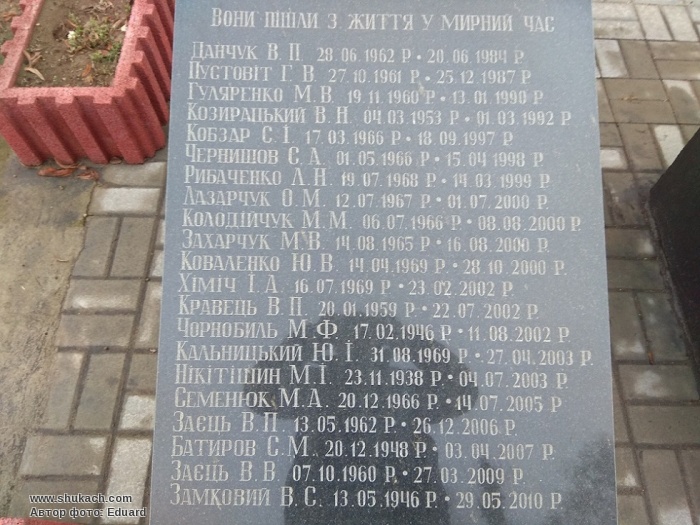 Вони пішли з життя у мирний час
Данчук В.П. 28.06.1962 р. • 20.06.1984 р.
Пустовіт Г.В. 27.10.1961 р. • 25.12.1987 р.
Гуляренко М.В. 19.11.1960 р. • 13.01.1990 р.
Козирацький В.Н. 04.03.1953 р. • 01.03.1992 р.
Кобзар С.І. 17.03.1966 р. • 18.09.1997 р.
Чернишов С.А. 01.05.1966 р. • 15.04.1998 р.
Рибаченко Л.Н. 19.07.1968 р. • 14.03.1999 р.
Лазарчук О.М. 12.07.1967 р. • 01.07.2000 р.
Колодійчук М.М. 06.07.1966 р. • 08.08.2000 р.
Захарчук М.В. 14.08.1965 р. • 16.08.2000 р.
Коваленко Ю.В. 14.04.1969 р. • 28.10.2000 р.
Хіміч І.А. 16.07.1969 р. • 23.02.2002 р.
Кравець В.П. 20.01.1959 р. • 22.07.2002 р.
Чорнобиль М.Ф. 17.02.1946 р. • 11.08.2002 р.
Кальницький Ю.І. 31.08.1969 р. • 27.04.2003 р.
Нікітішин М.І. 23.11.1938 р. • 04.07.2003 р.
Семенюк М.А. 20.12.1966 р. • 14.07.2005 р
Заєць В.П. 13.05.1962 р. • 26.12.2006 р.
Батиров С.М. 20.12.1948 р. • 03.04.2007 р.
Заєць В.В. 07.10.1960 р. • 27.03.2009 р.
Замковий В.С. 13.05.1946 р. • 29.05.2010 р.
www.shukach.com
Автор фото: Eduard